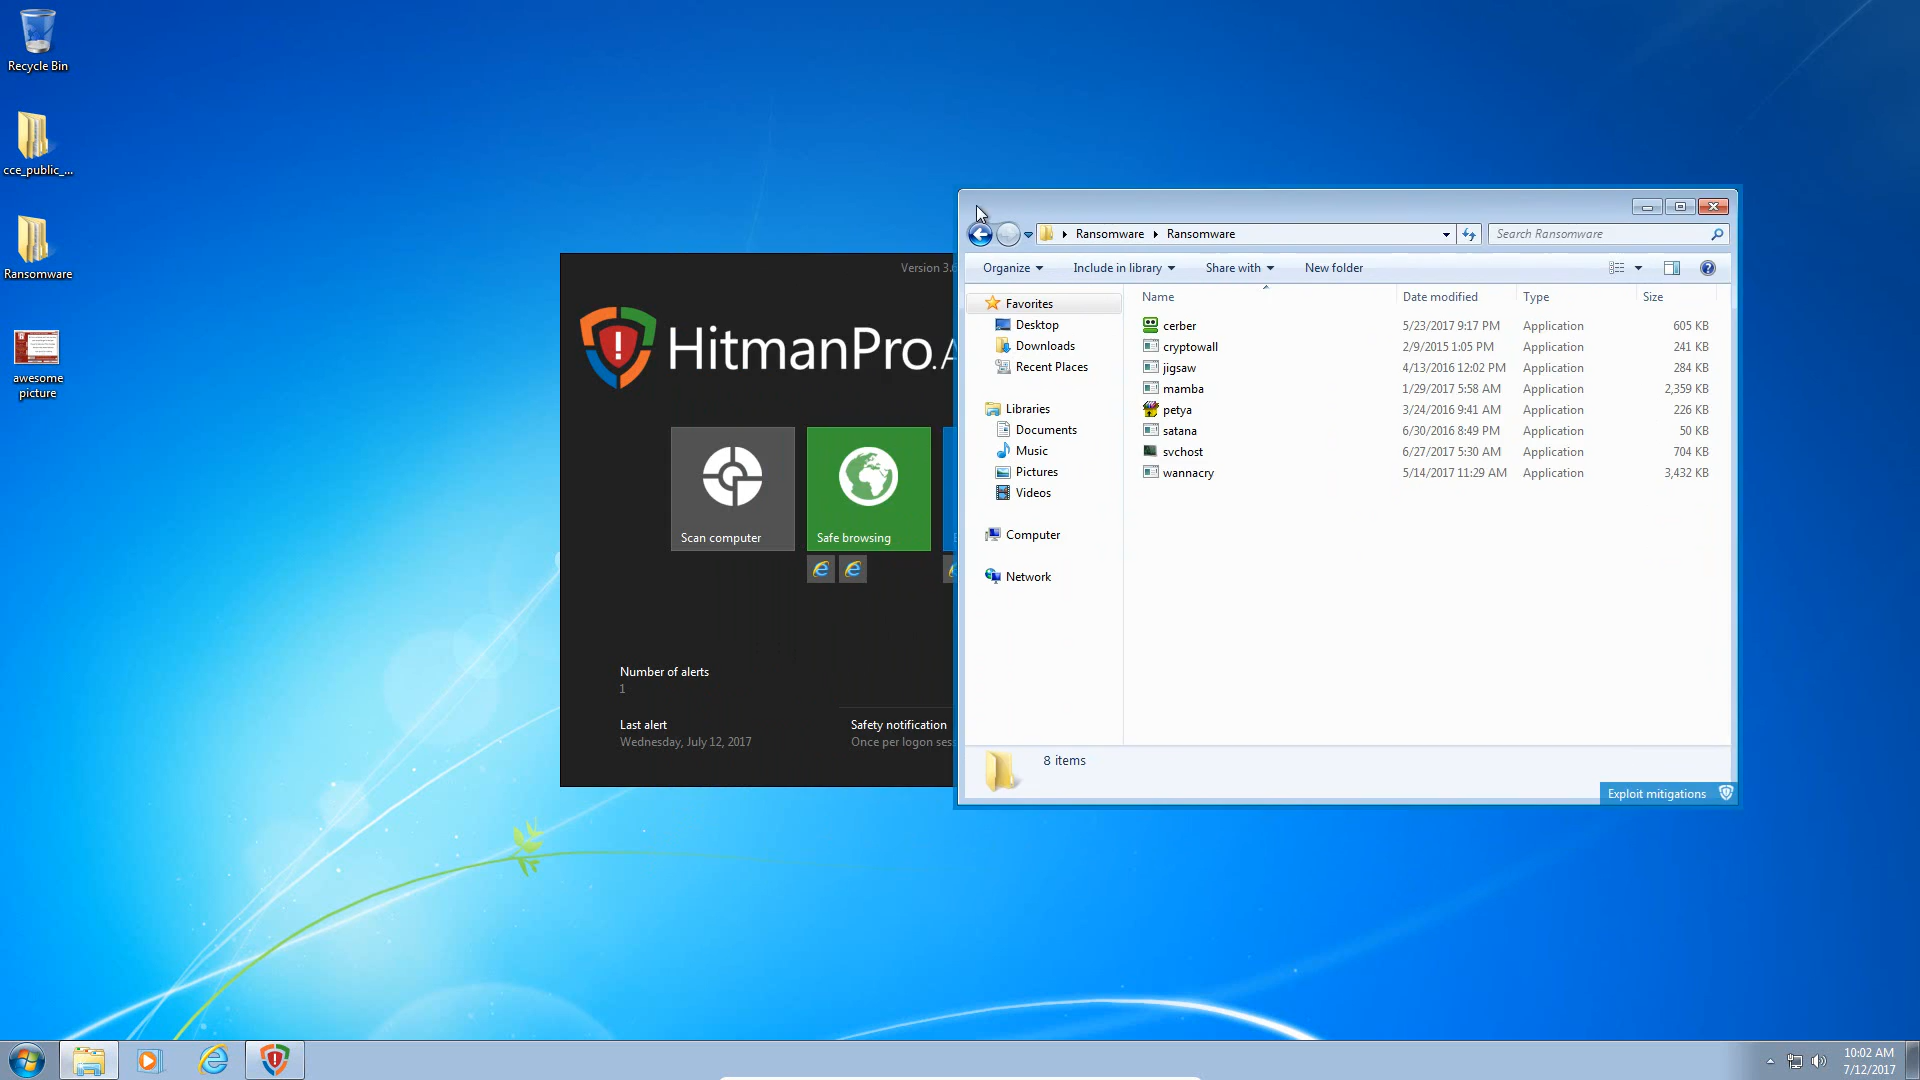 Recycle Bin
cce_public_...
Ransomware
awesome
picture
Version 3.
HitmanPro.
Scan computer
Safe browsing
Number of alerts
1
Last alert
Wednesday, July 12, 2017
Safety notification
Once per logon ses
Ransomware Ransomware
Search Ransomware
Organize Include in library Share with New folder
Favorites
Desktop
Downloads
Recent Places
Libraries
Documents
Music
Pictures
Videos
Computer
Network
Name Date modified Type Size
cerber 5/23/2017 9:17 PM Application 605 KB
cryptowall 2/9/2015 1:05 PM Application 241 KB
jigsaw 4/13/2016 12:02 PM Application 284 KB
mamba 1/29/2017 5:58 AM Application 2,359 KB
petya 3/24/2016 9:41 AM Application 226 KB
satana 6/30/2016 8:49 PM Application 50 KB
svchost 6/27/2017 5:30 AM Application 704 KB
wannacry 5/14/2017 11:29 AM Application 3,432 KB
8 items
Exploit mitigations
10:02 AM
7/12/2017